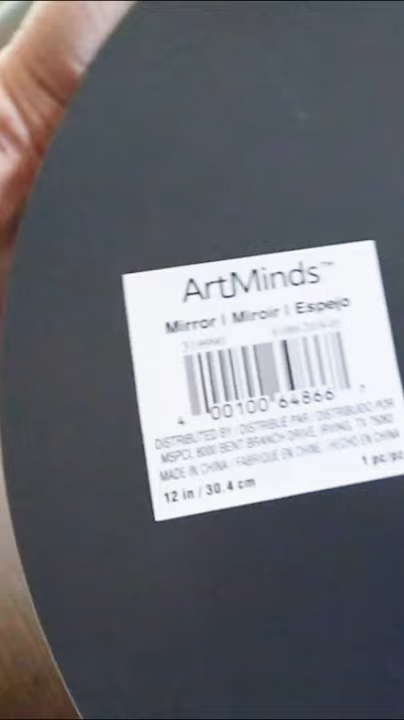 ArtMinds™
Mirror | Miroir | Espejo
4 00100 64866 7
DISTRIBUTED BY / DISTRIBUÉ PAR / DISTRIBUIDO POR
MSPCI, 8000 BENT BRANCH DRIVE, IRVING, TX 75063
MADE IN CHINA / FABRIQUÉ EN CHINE / HECHO EN CHINA
12 in / 30.4 cm
1 pc/pc